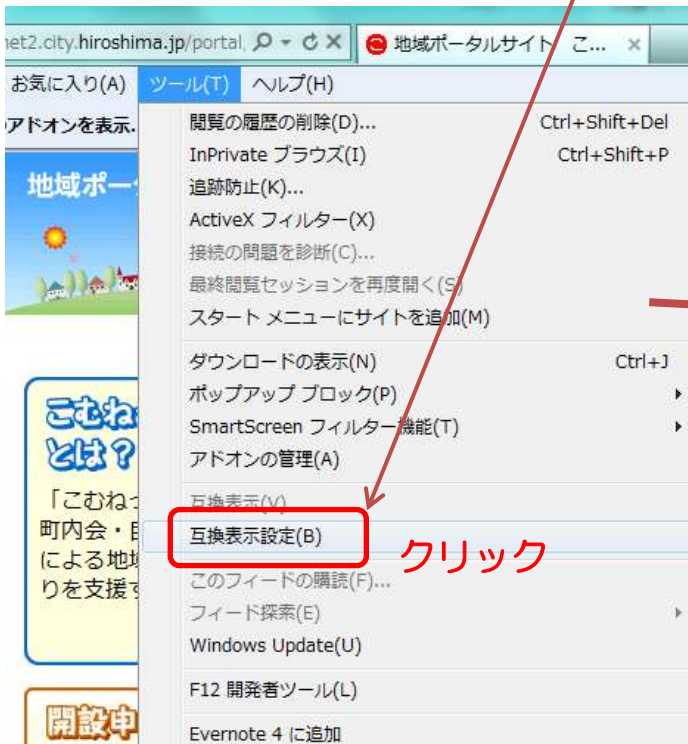 net2.city.hiroshima.jp/portal, 地域ポータルサイト こ...
お気に入り(A) ツール(T) ヘルプ(H)
アドオンを表示.
閲覧の履歴の削除(D)... Ctrl+Shift+Del
InPrivate ブラウズ(I) Ctrl+Shift+P
追跡防止(K)...
ActiveX フィルター(X)
接続の問題を診断(C)...
最終閲覧セッションを再度開く(S)
スタート メニューにサイトを追加(M)
ダウンロードの表示(N) Ctrl+J
ポップアップ ブロック(P)
SmartScreen フィルター機能(T)
アドオンの管理(A)
互換表示(V)
互換表示設定(B)
クリック
このフィードの購読(F)...
フィード探索(E)
Windows Update(U)
F12 開発者ツール(L)
Evernote 4 に追加
地域ポー
こむね
とは？
「こむねっ
町内会・
による地域
りを支援す
開設中